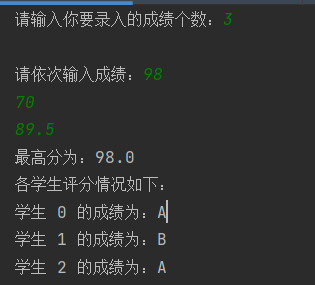 请输入你要录入的成绩个数：3
请依次输入成绩：98
70
89.5
最高分为：98.0
各学生评分情况如下：
学生 0 的成绩为：A
学生 1 的成绩为：B
学生 2 的成绩为：A